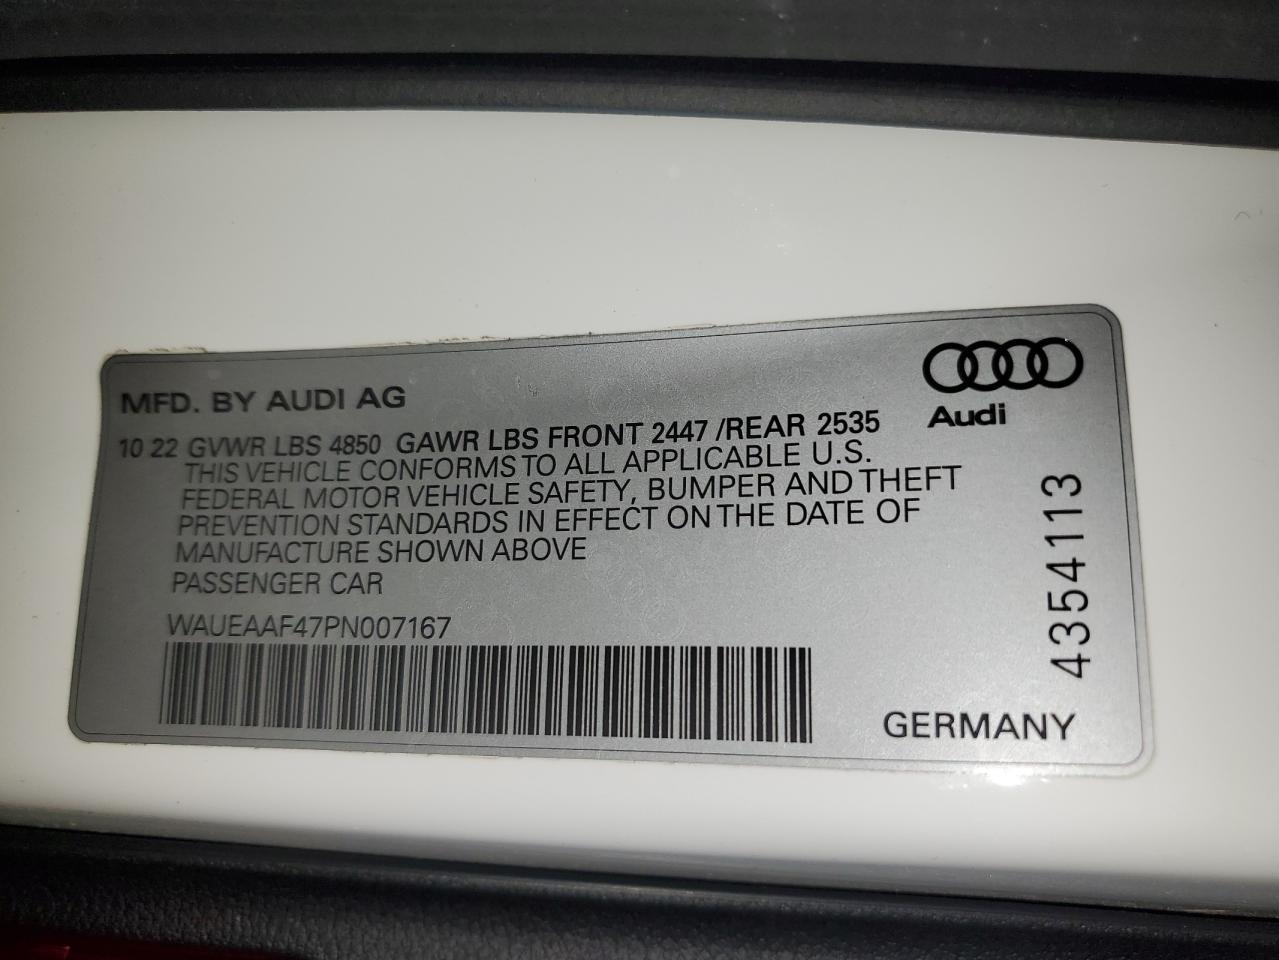 MFD. BY AUDI AG
Audi
10 22 GVWR LBS 4850 GAWR LBS FRONT 2447 /REAR 2535
THIS VEHICLE CONFORMS TO ALL APPLICABLE U.S.
FEDERAL MOTOR VEHICLE SAFETY, BUMPER AND THEFT
PREVENTION STANDARDS IN EFFECT ON THE DATE OF
MANUFACTURE SHOWN ABOVE
PASSENGER CAR
WAUEAAF47PN007167
4354113
GERMANY